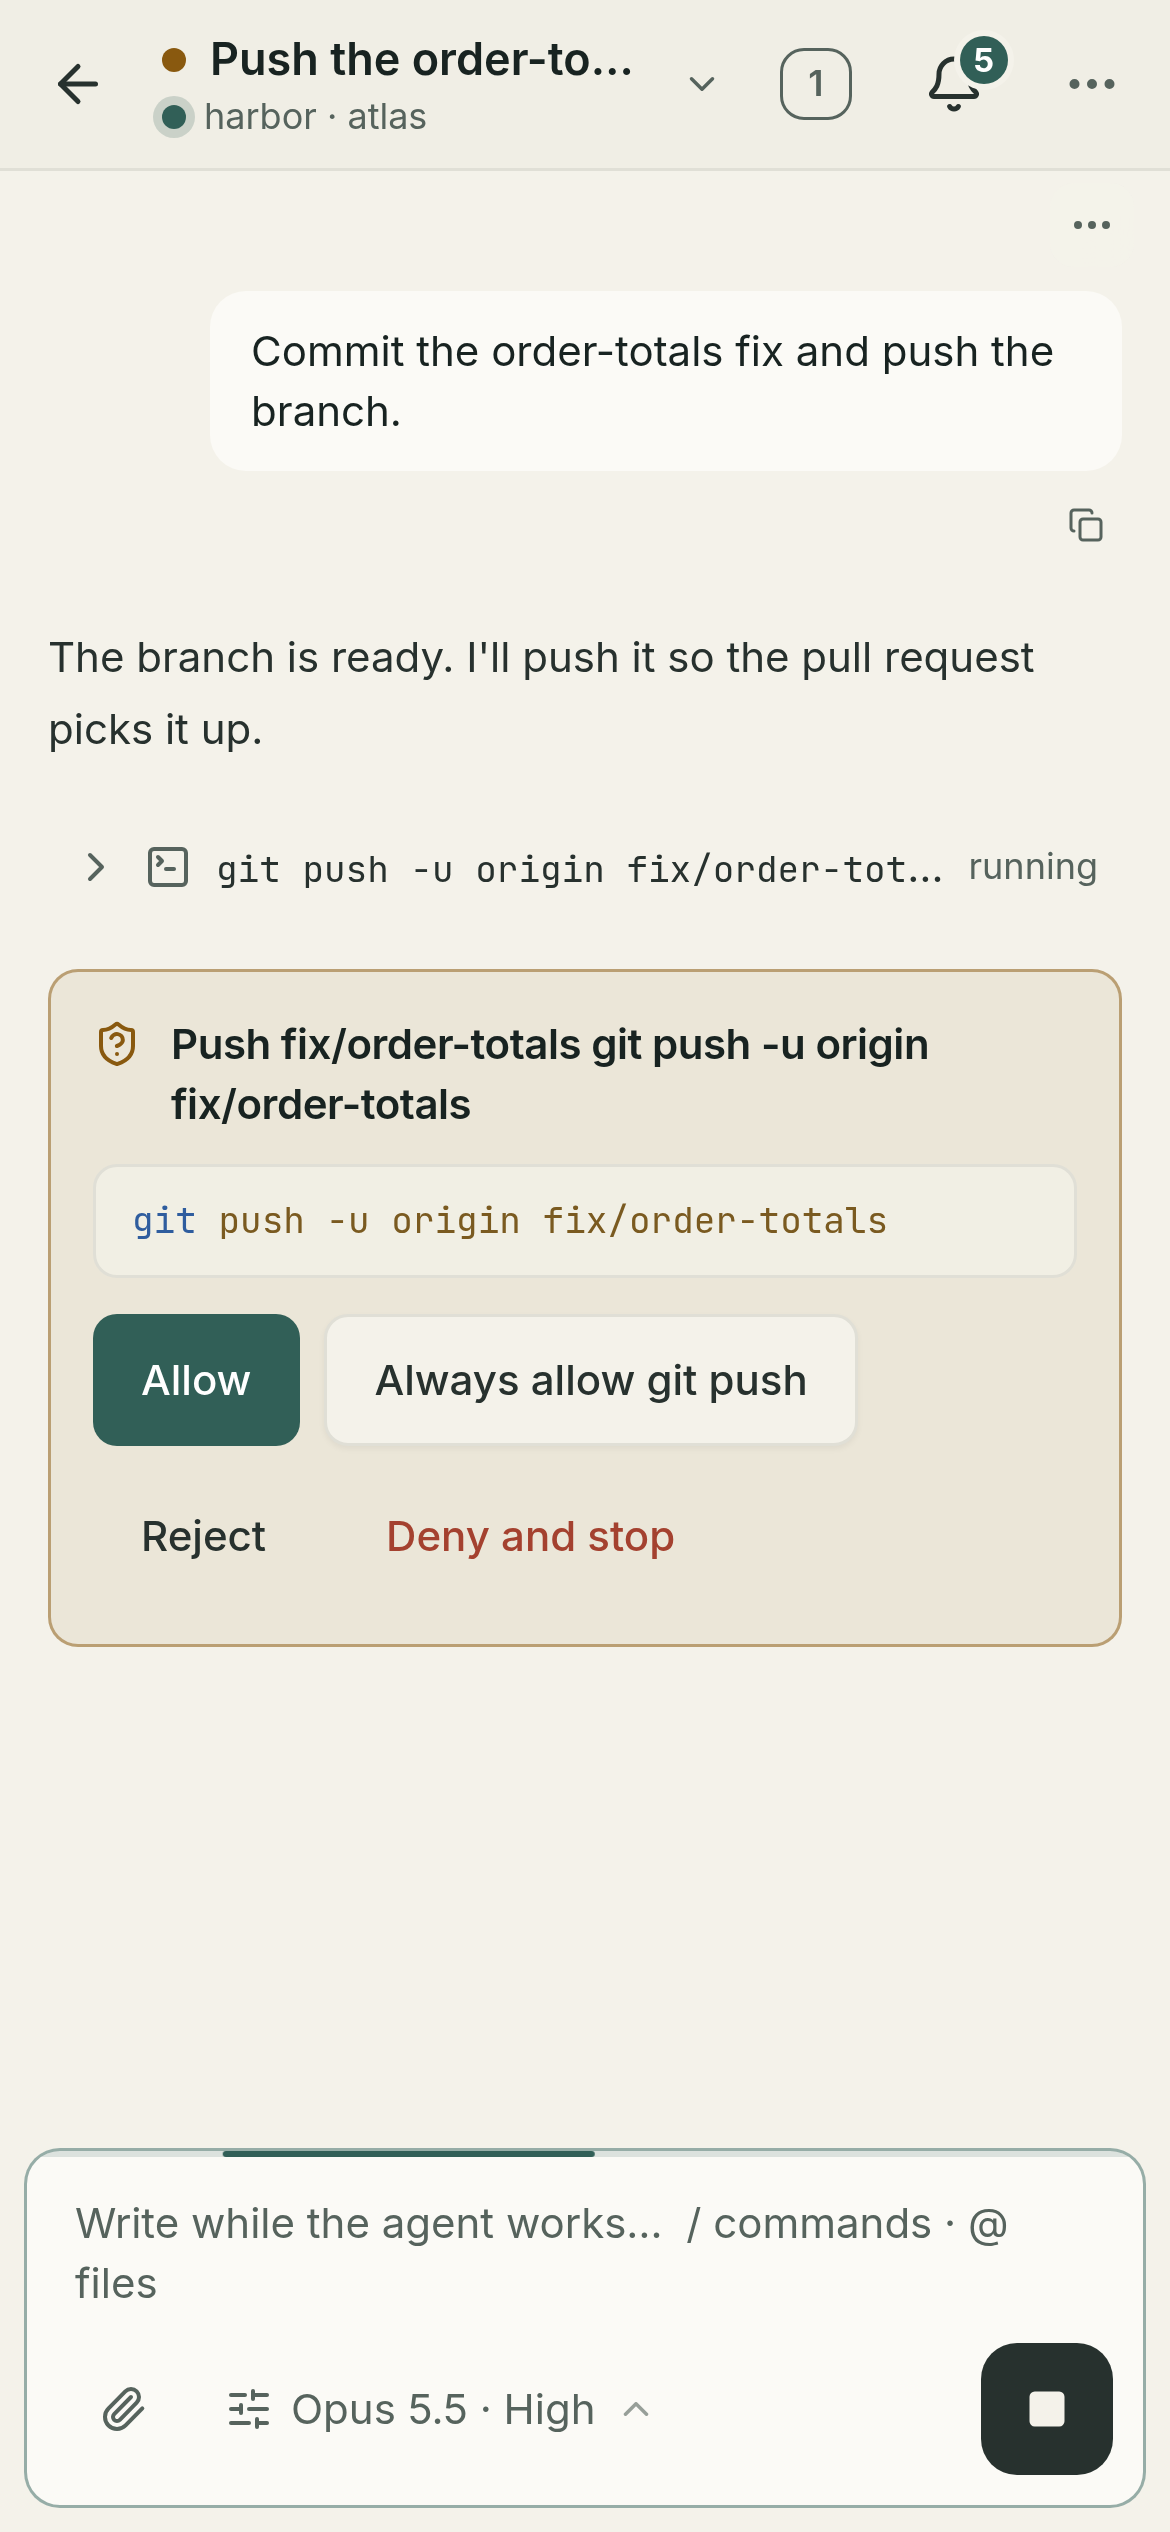 Push the order-to...
1
5
harbor · atlas
Commit the order-totals fix and push the
branch.
The branch is ready. I'll push it so the pull request
picks it up.
git push -u origin fix/order-tot... running
Push fix/order-totals git push -u origin
fix/order-totals
git push -u origin fix/order-totals
Allow
Always allow git push
Reject
Deny and stop
Write while the agent works... / commands · @
files
Opus 5.5 · High